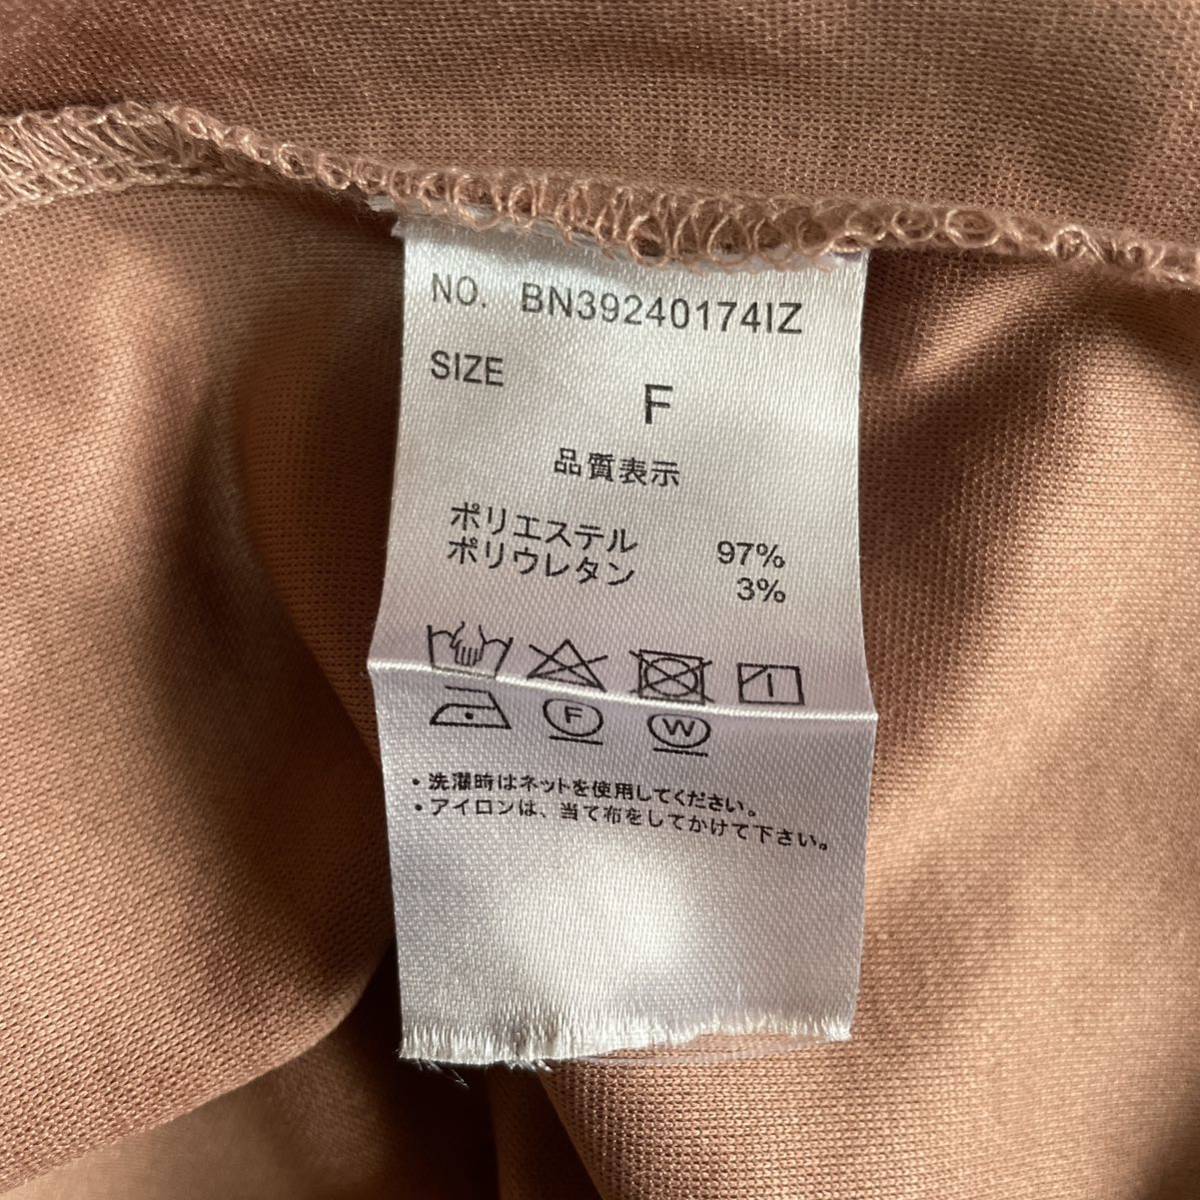 NO. BN39240174IZ
SIZE
F
品質表示
ポリエステル 97%
ポリウレタン 3%
F W
・洗濯時はネットを使用してください。
・アイロンは、当て布をしてかけて下さい。